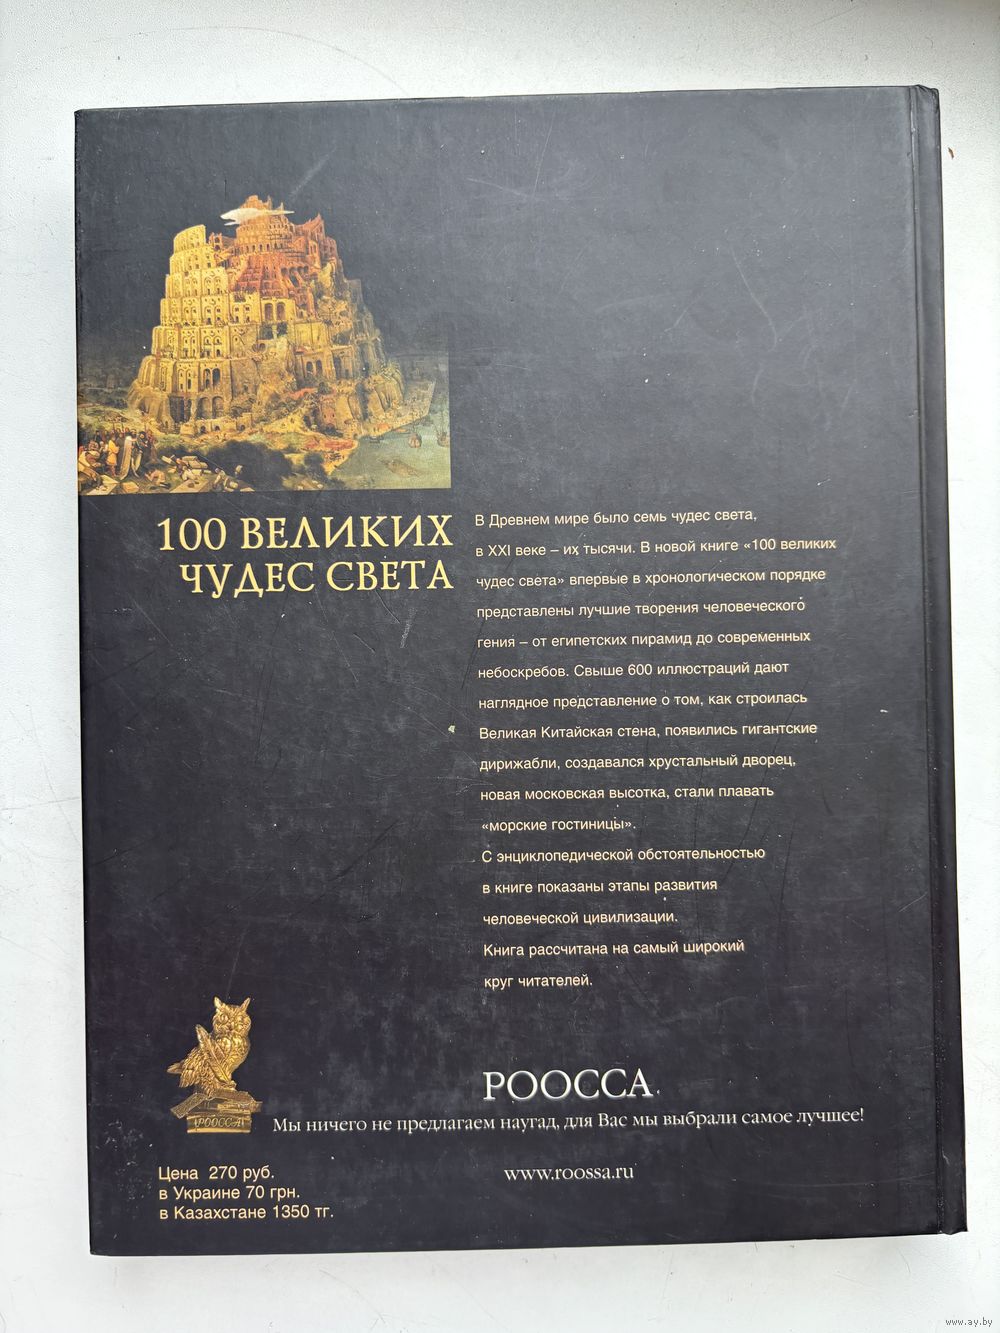 100 ВЕЛИКИХ
ЧУДЕС СВЕТА
В Древнем мире было семь чудес света,
в XXI веке – их тысячи. В новой книге «100 великих
чудес света» впервые в хронологическом порядке
представлены лучшие творения человеческого
гения – от египетских пирамид до современных
небоскребов. Свыше 600 иллюстраций дают
наглядное представление о том, как строилась
Великая Китайская стена, появились гигантские
дирижабли, создавался хрустальный дворец,
новая московская высотка, стали плавать
«морские гостиницы».
С энциклопедической обстоятельностью
в книге показаны этапы развития
человеческой цивилизации.
Книга рассчитана на самый широкий
круг читателей.
РООССА
РООССА
Мы ничего не предлагаем наугад, для Вас мы выбрали самое лучшее!
www.roossa.ru
Цена 270 руб.
в Украине 70 грн.
в Казахстане 1350 тг.
www.ay.by